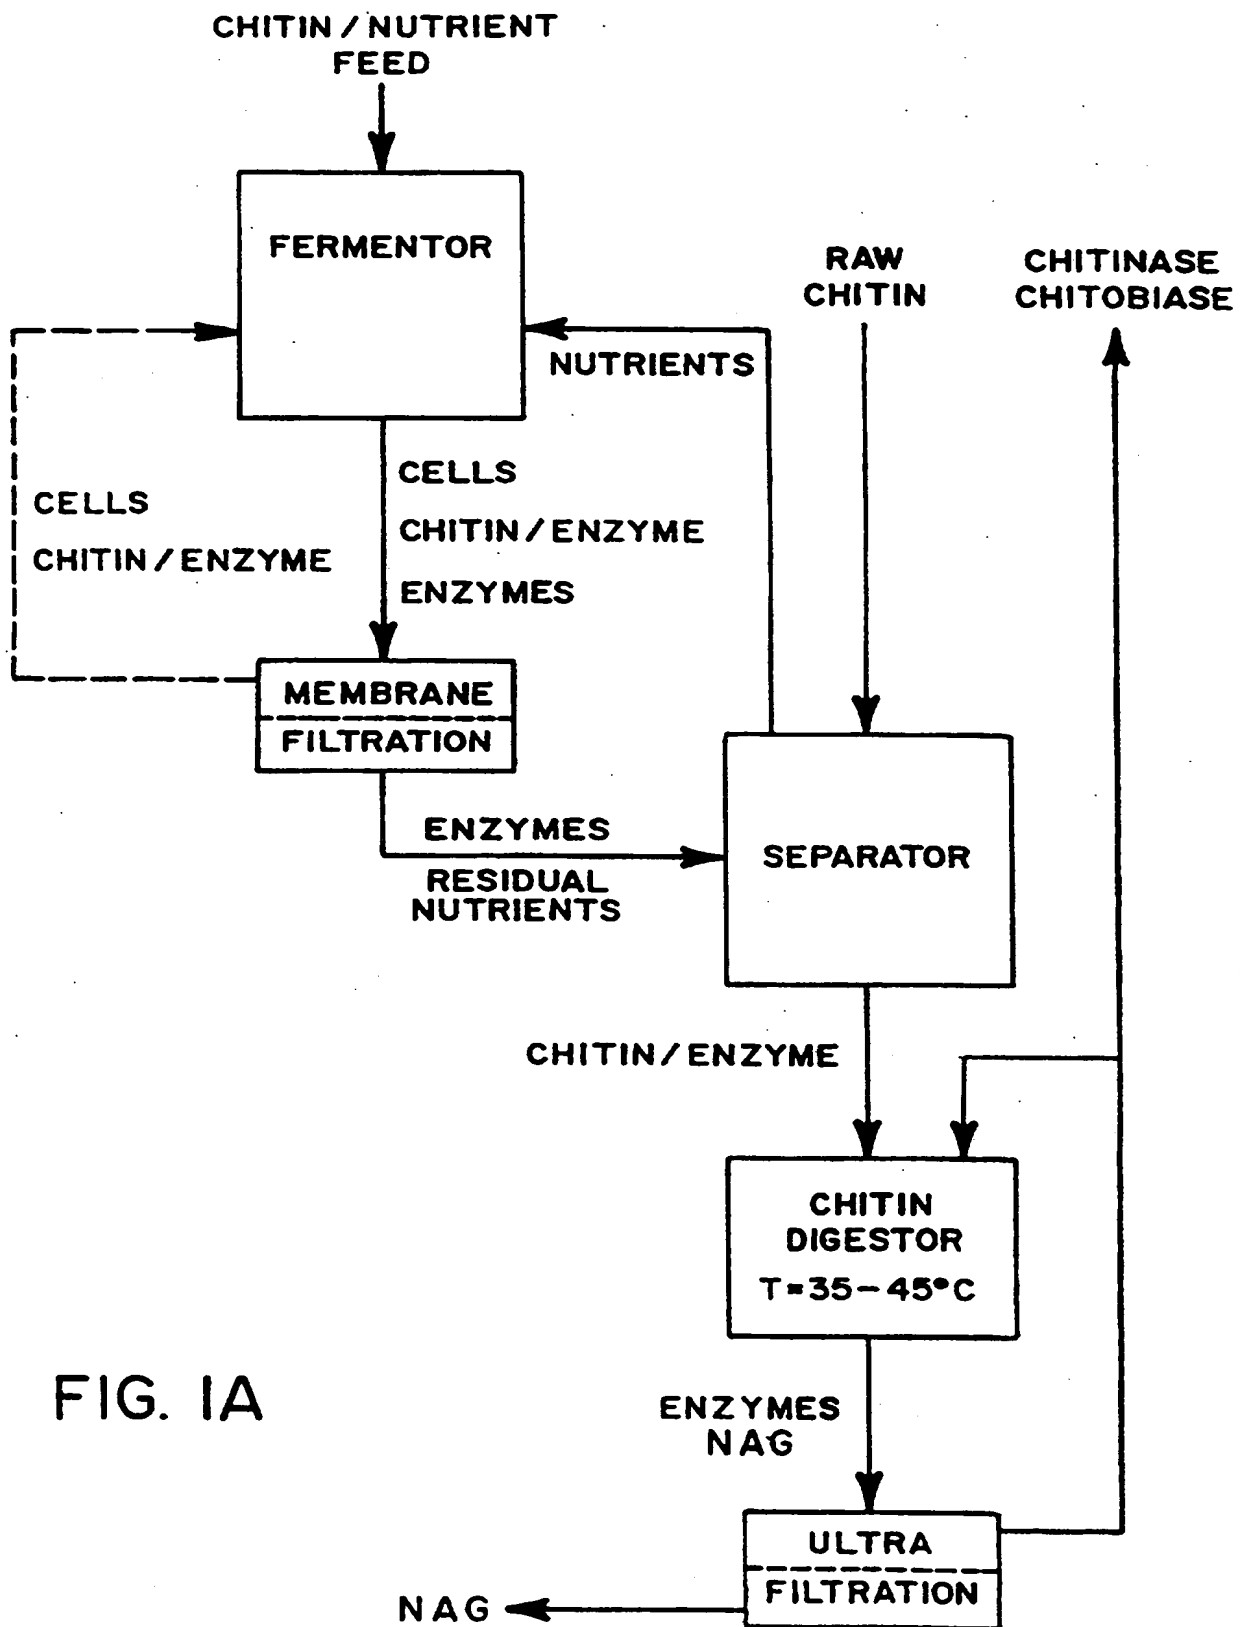 CHITIN / NUTRIENT
FEED
FERMENTOR
RAW
CHITIN
CHITINASE
CHITOBIASE
NUTRIENTS
CELLS
CHITIN / ENZYME
CELLS
CHITIN / ENZYME
ENZYMES
MEMBRANE
FILTRATION
ENZYMES
RESIDUAL
NUTRIENTS
SEPARATOR
CHITIN / ENZYME
CHITIN
DIGESTOR
T=35-45°C
FIG. 1A
ENZYMES
NAG
ULTRA
FILTRATION
NAG